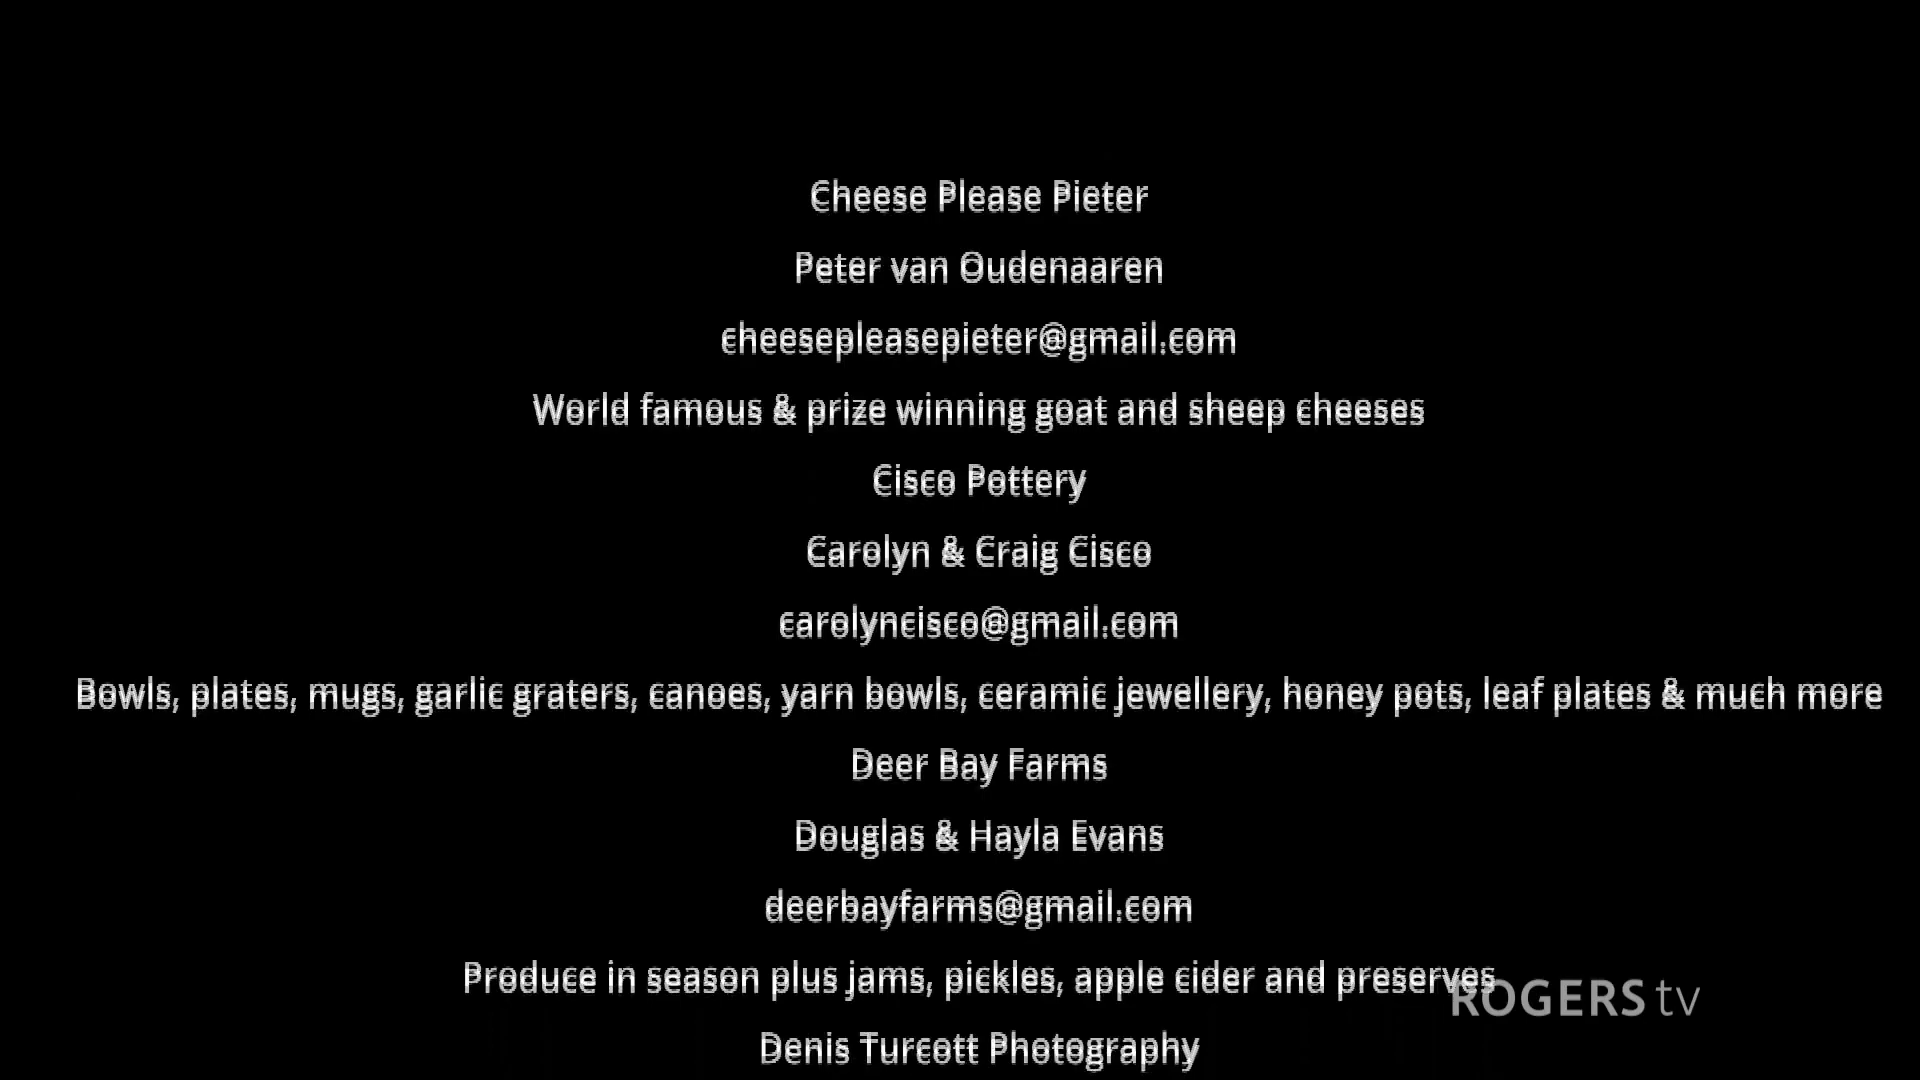 Cheese Please Pieter
Peter van Oudenaaren
cheesepleasepieter@gmail.com
World famous & prize winning goat and sheep cheeses
Cisco Pottery
Carolyn & Craig Cisco
carolyncisco@gmail.com
Bowls, plates, mugs, garlic graters, canoes, yarn bowls, ceramic jewellery, honey pots, leaf plates & much more
Deer Bay Farms
Douglas & Hayla Evans
deerbayfarms@gmail.com
Produce in season plus jams, pickles, apple cider and preserves
ROGERS tv
Denis Turcott Photography